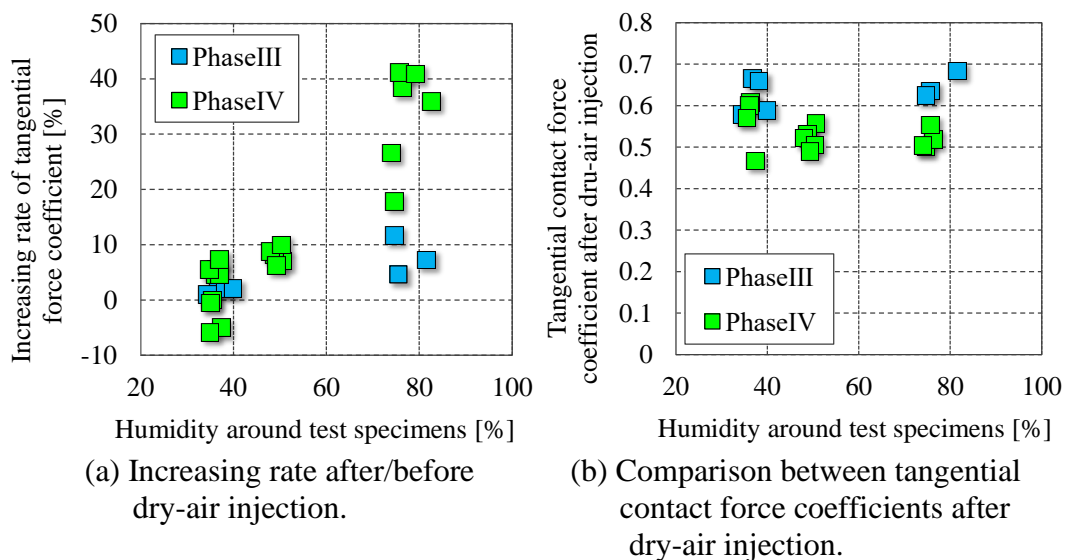 Increasing rate of tangential
force coefficient [%]
50
40
30
20
10
0
-10
PhaseIII
PhaseIV
20
40
60
80
100
Humidity around test specimens [%]
(a) Increasing rate after/before
dry-air injection.
Tangential contact force
coefficient after dru-air injection
0.8
0.7
0.6
0.5
0.4
0.3
0.2
0.1
0
PhaseIII
PhaseIV
20
40
60
80
100
Humidity around test specimens [%]
(b) Comparison between tangential
contact force coefficients after
dry-air injection.